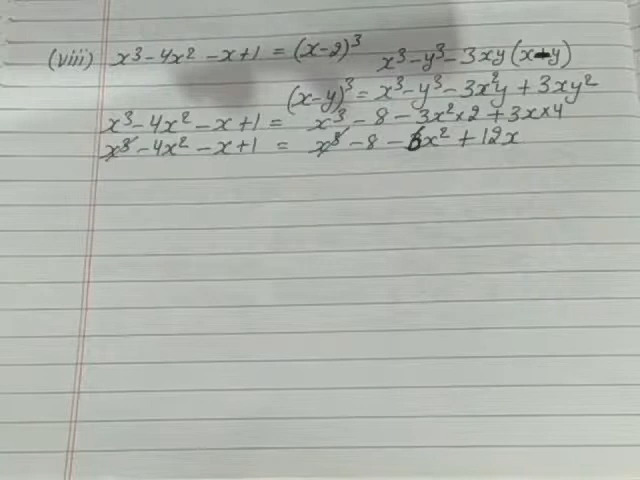 (viii) x³ - 4x² - x + 1 = (x - 2)³ x³ - y³ - 3xy(x - y)
(x - y)³ = x³ - y³ - 3x²y + 3xy²
x³ - 4x² - x + 1 = x³ - 8 - 3x² × 2 + 3x × 4
x³ - 4x² - x + 1 = x³ - 8 - 6x² + 12x